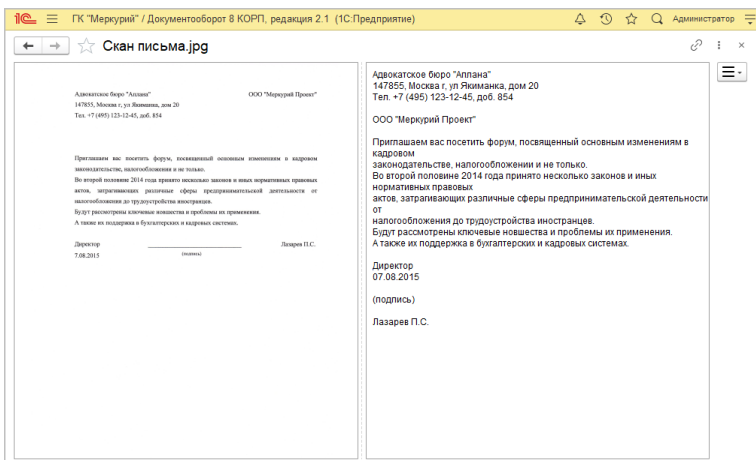 1С ГК "Меркурий" / Документооборот 8 КОРП, редакция 2.1 (1С:Предприятие) Администратор
Скан письма.jpg
Адвокатское бюро "Аплана" ООО "Меркурий Проект"
147855, Москва г, ул Якиманка, дом 20
Тел. +7 (495) 123-12-45, доб. 854
Приглашаем вас посетить форум, посвященный основным изменениям в кадровом
законодательстве, налогообложении и не только.
Во второй половине 2014 года принято несколько законов и иных нормативных правовых
актов, затрагивающих различные сферы предпринимательской деятельности от
налогообложения до трудоустройства иностранцев.
Будут рассмотрены ключевые новшества и проблемы их применения.
А также их поддержка в бухгалтерских и кадровых системах.
Директор Лазарев П.С.
7.08.2015 (подпись)
Адвокатское бюро "Аплана"
147855, Москва г, ул Якиманка, дом 20
Тел. +7 (495) 123-12-45, доб. 854
ООО "Меркурий Проект"
Приглашаем вас посетить форум, посвященный основным изменениям в
кадровом
законодательстве, налогообложении и не только.
Во второй половине 2014 года принято несколько законов и иных
нормативных правовых
актов, затрагивающих различные сферы предпринимательской деятельности
от
налогообложения до трудоустройства иностранцев.
Будут рассмотрены ключевые новшества и проблемы их применения.
А также их поддержка в бухгалтерских и кадровых системах.
Директор
07.08.2015
(подпись)
Лазарев П.С.